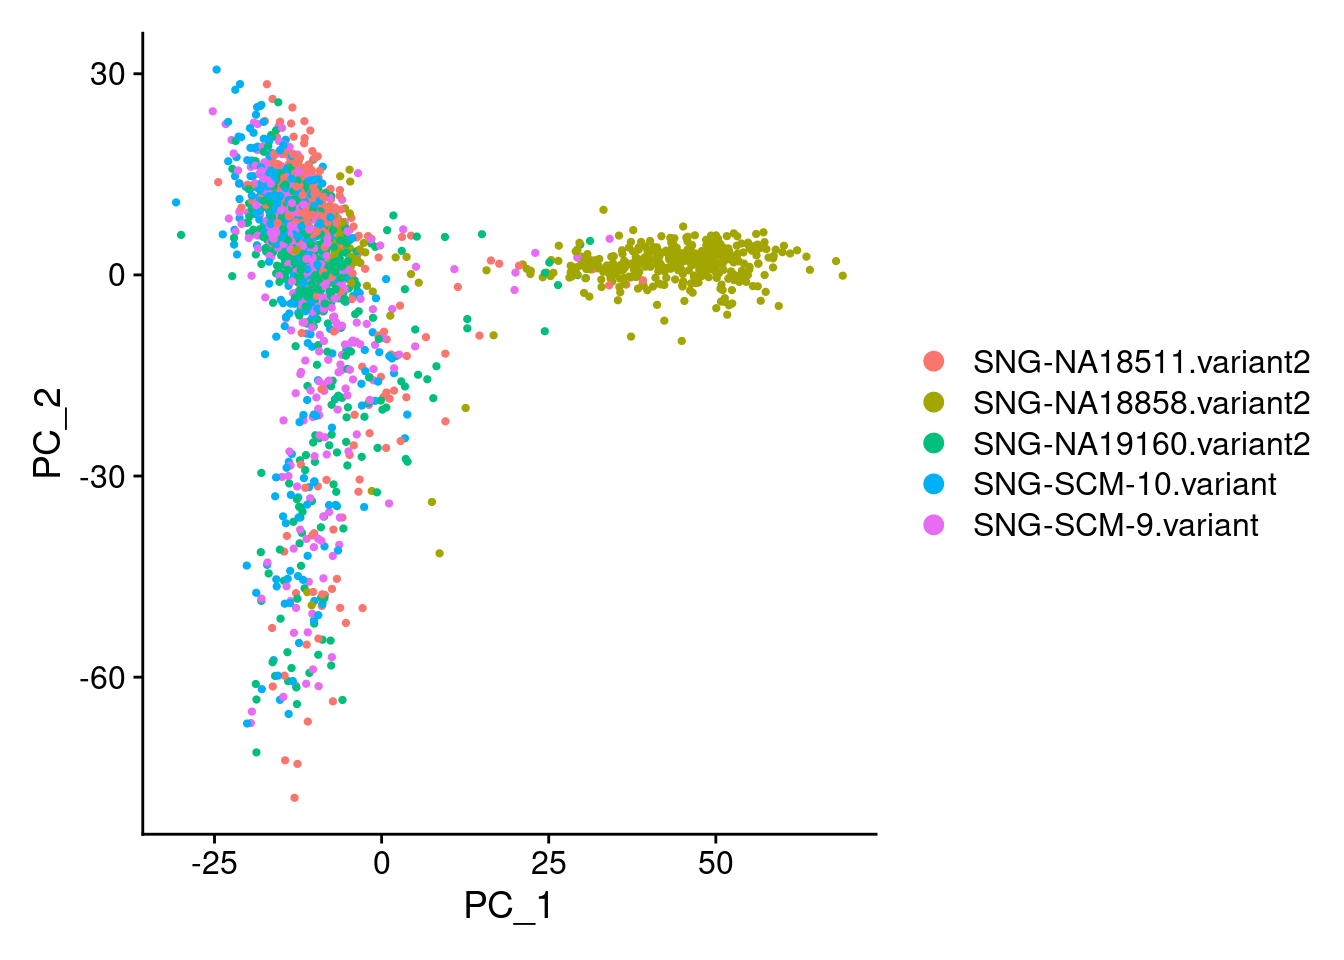 30
0
-30
-60
PC_2
-25 0 25 50
PC_1
SNG-NA18511.variant2
SNG-NA18858.variant2
SNG-NA19160.variant2
SNG-SCM-10.variant
SNG-SCM-9.variant